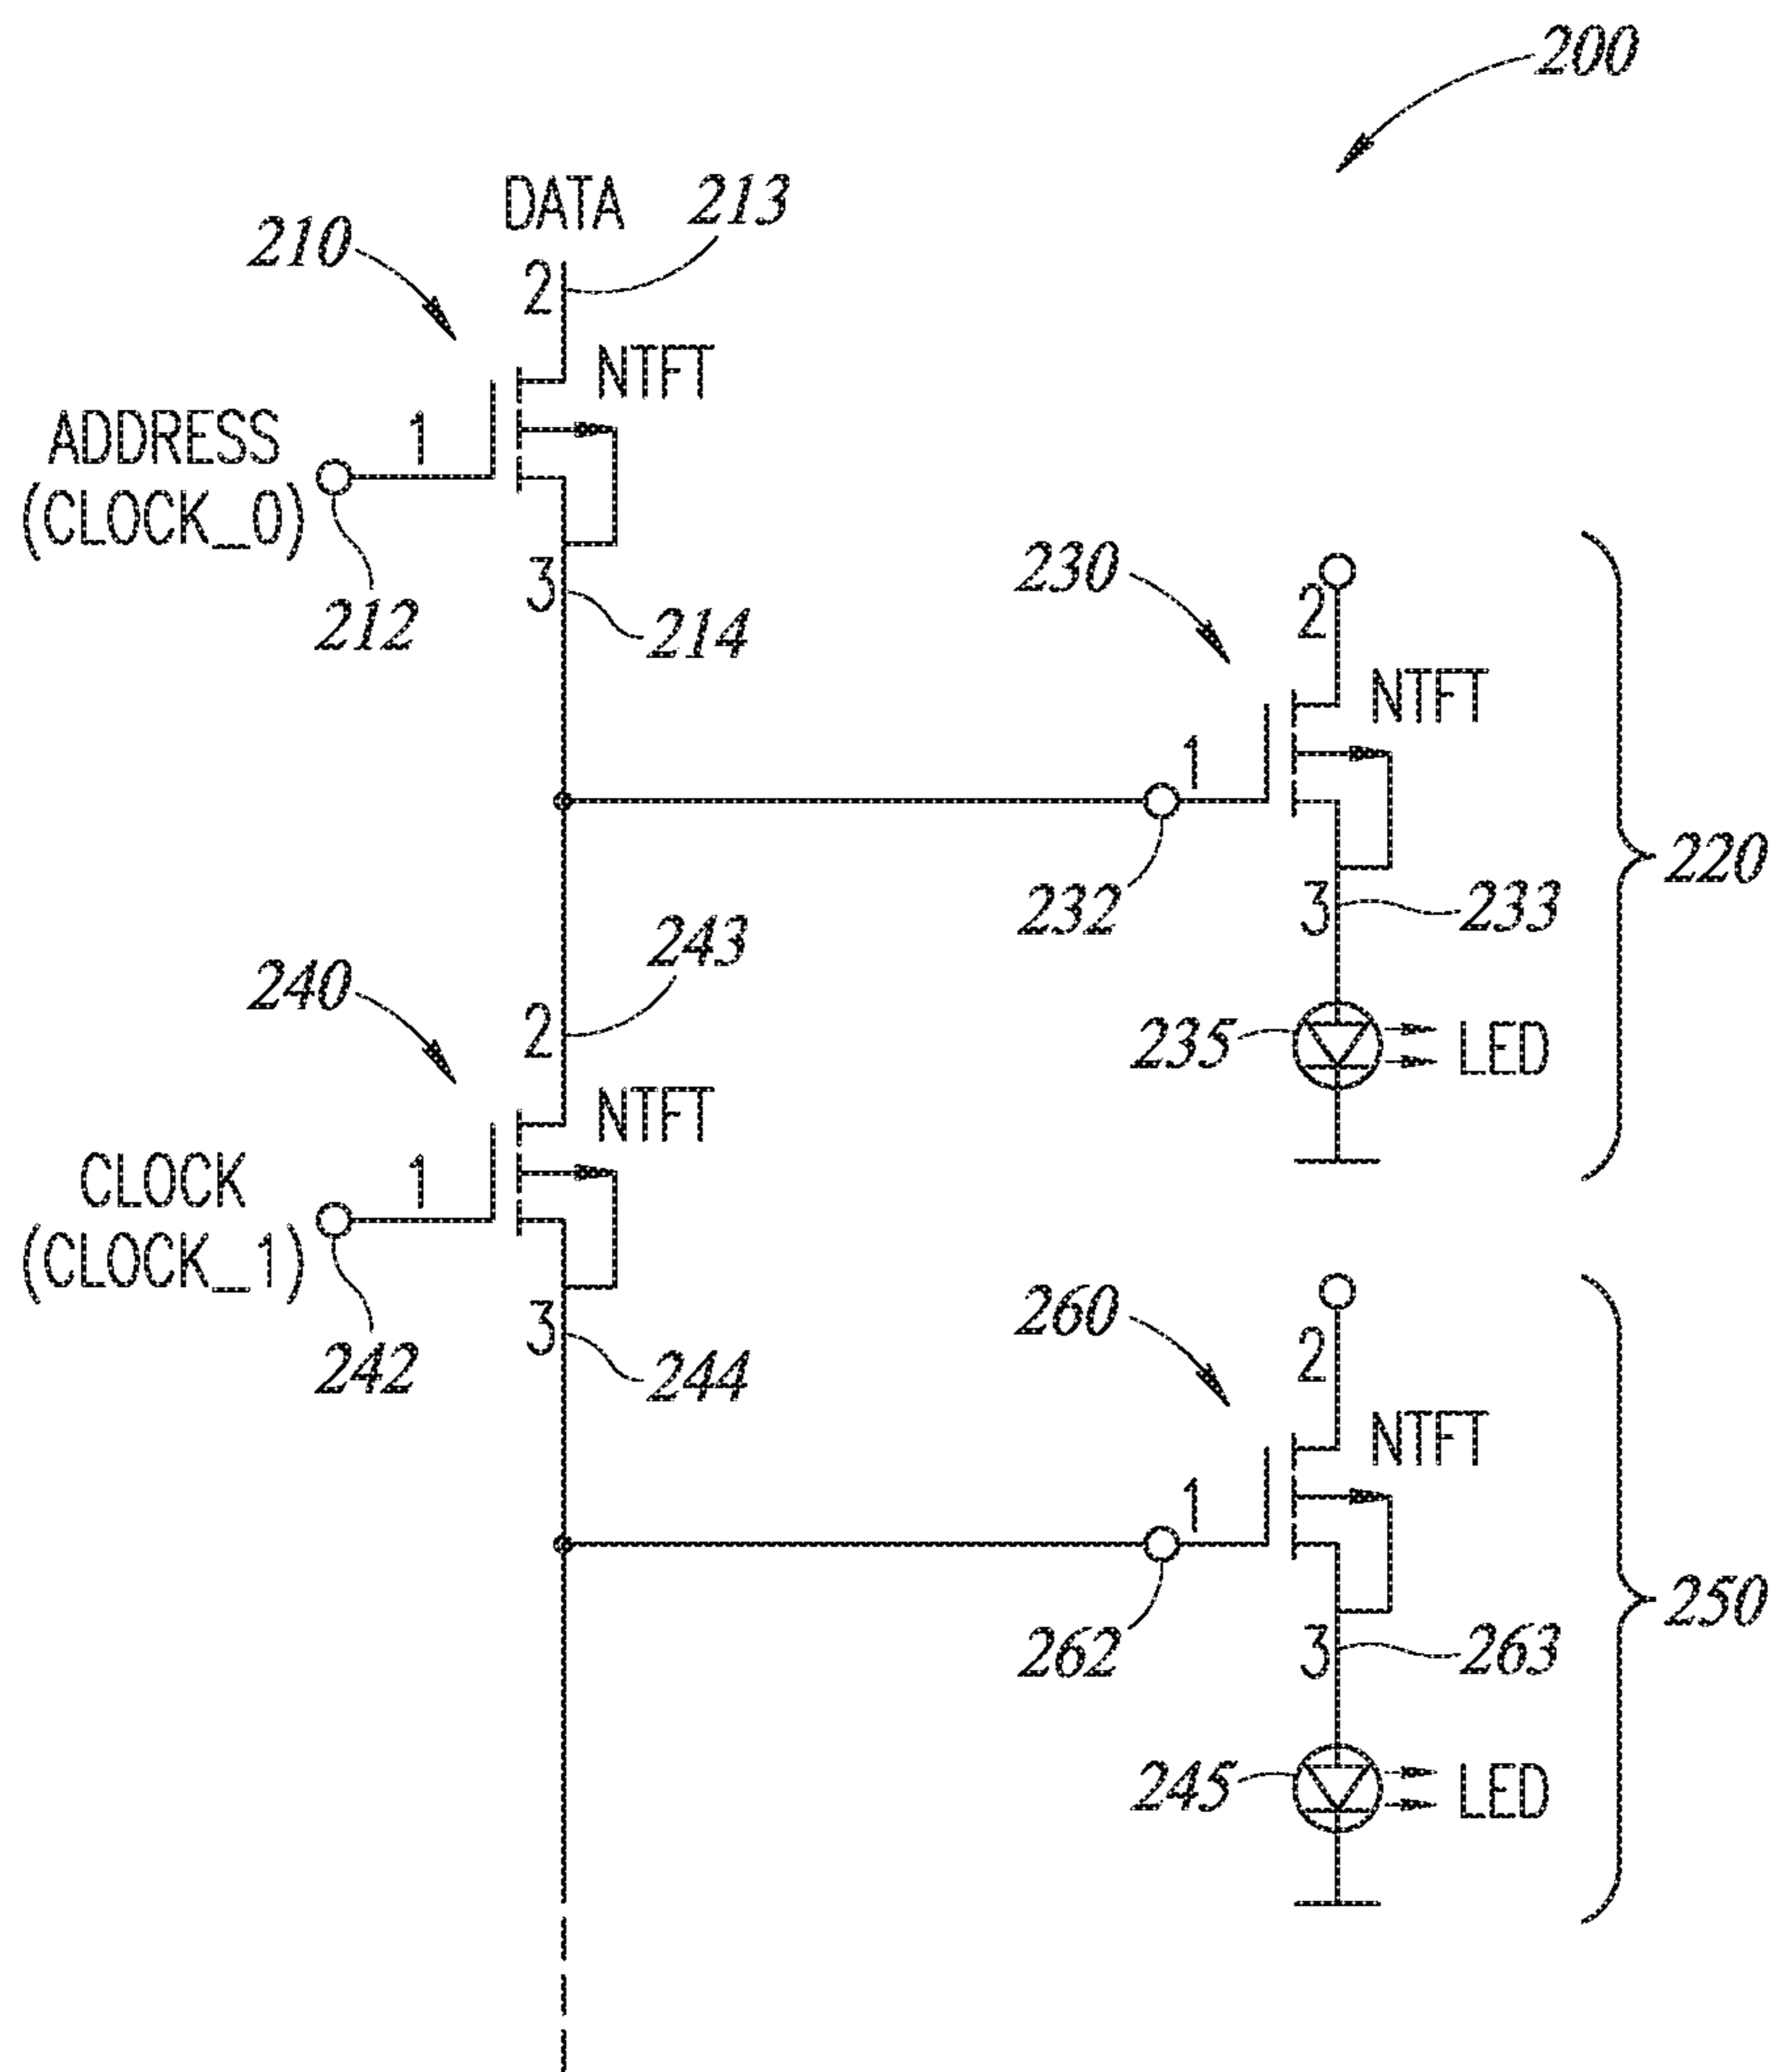 200
DATA
213
210
2
NTFT
ADDRESS
(CLOCK_0)
1
212
3
214
230
2
NTFT
1
232
3
233
220
235
LED
243
240
2
NTFT
CLOCK
(CLOCK_1)
1
242
3
244
260
2
NTFT
1
262
3
263
250
245
LED